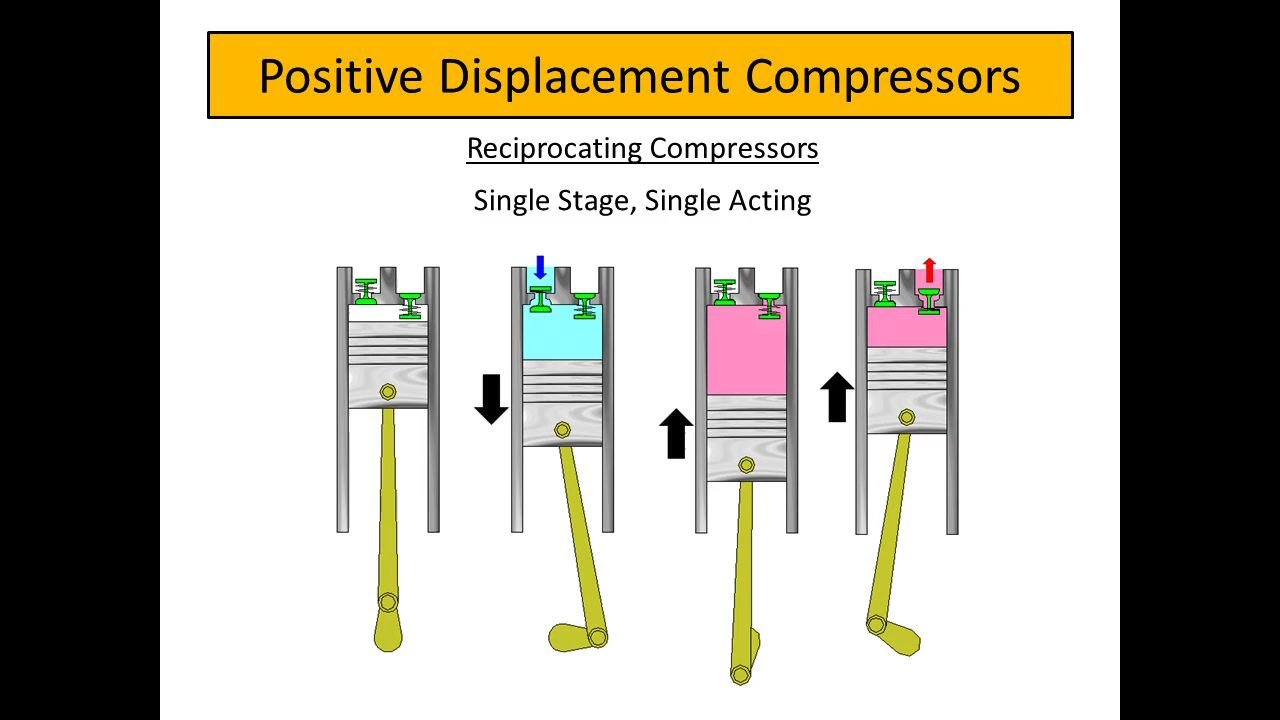 Positive Displacement Compressors
Reciprocating Compressors
Single Stage, Single Acting